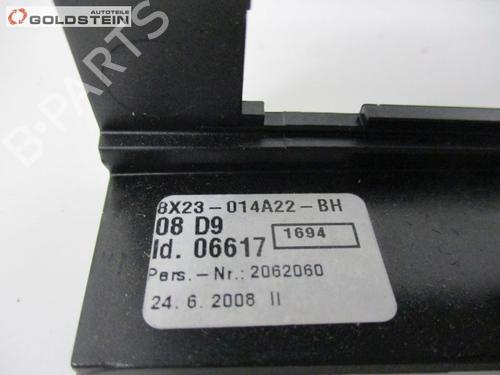 AUTOTEILE
GOLDSTEIN
B-PARTS
8X23-014A22-BH
08 D9
Id. 06617
1694
Pers.-Nr.: 2062060
24. 6. 2008 II